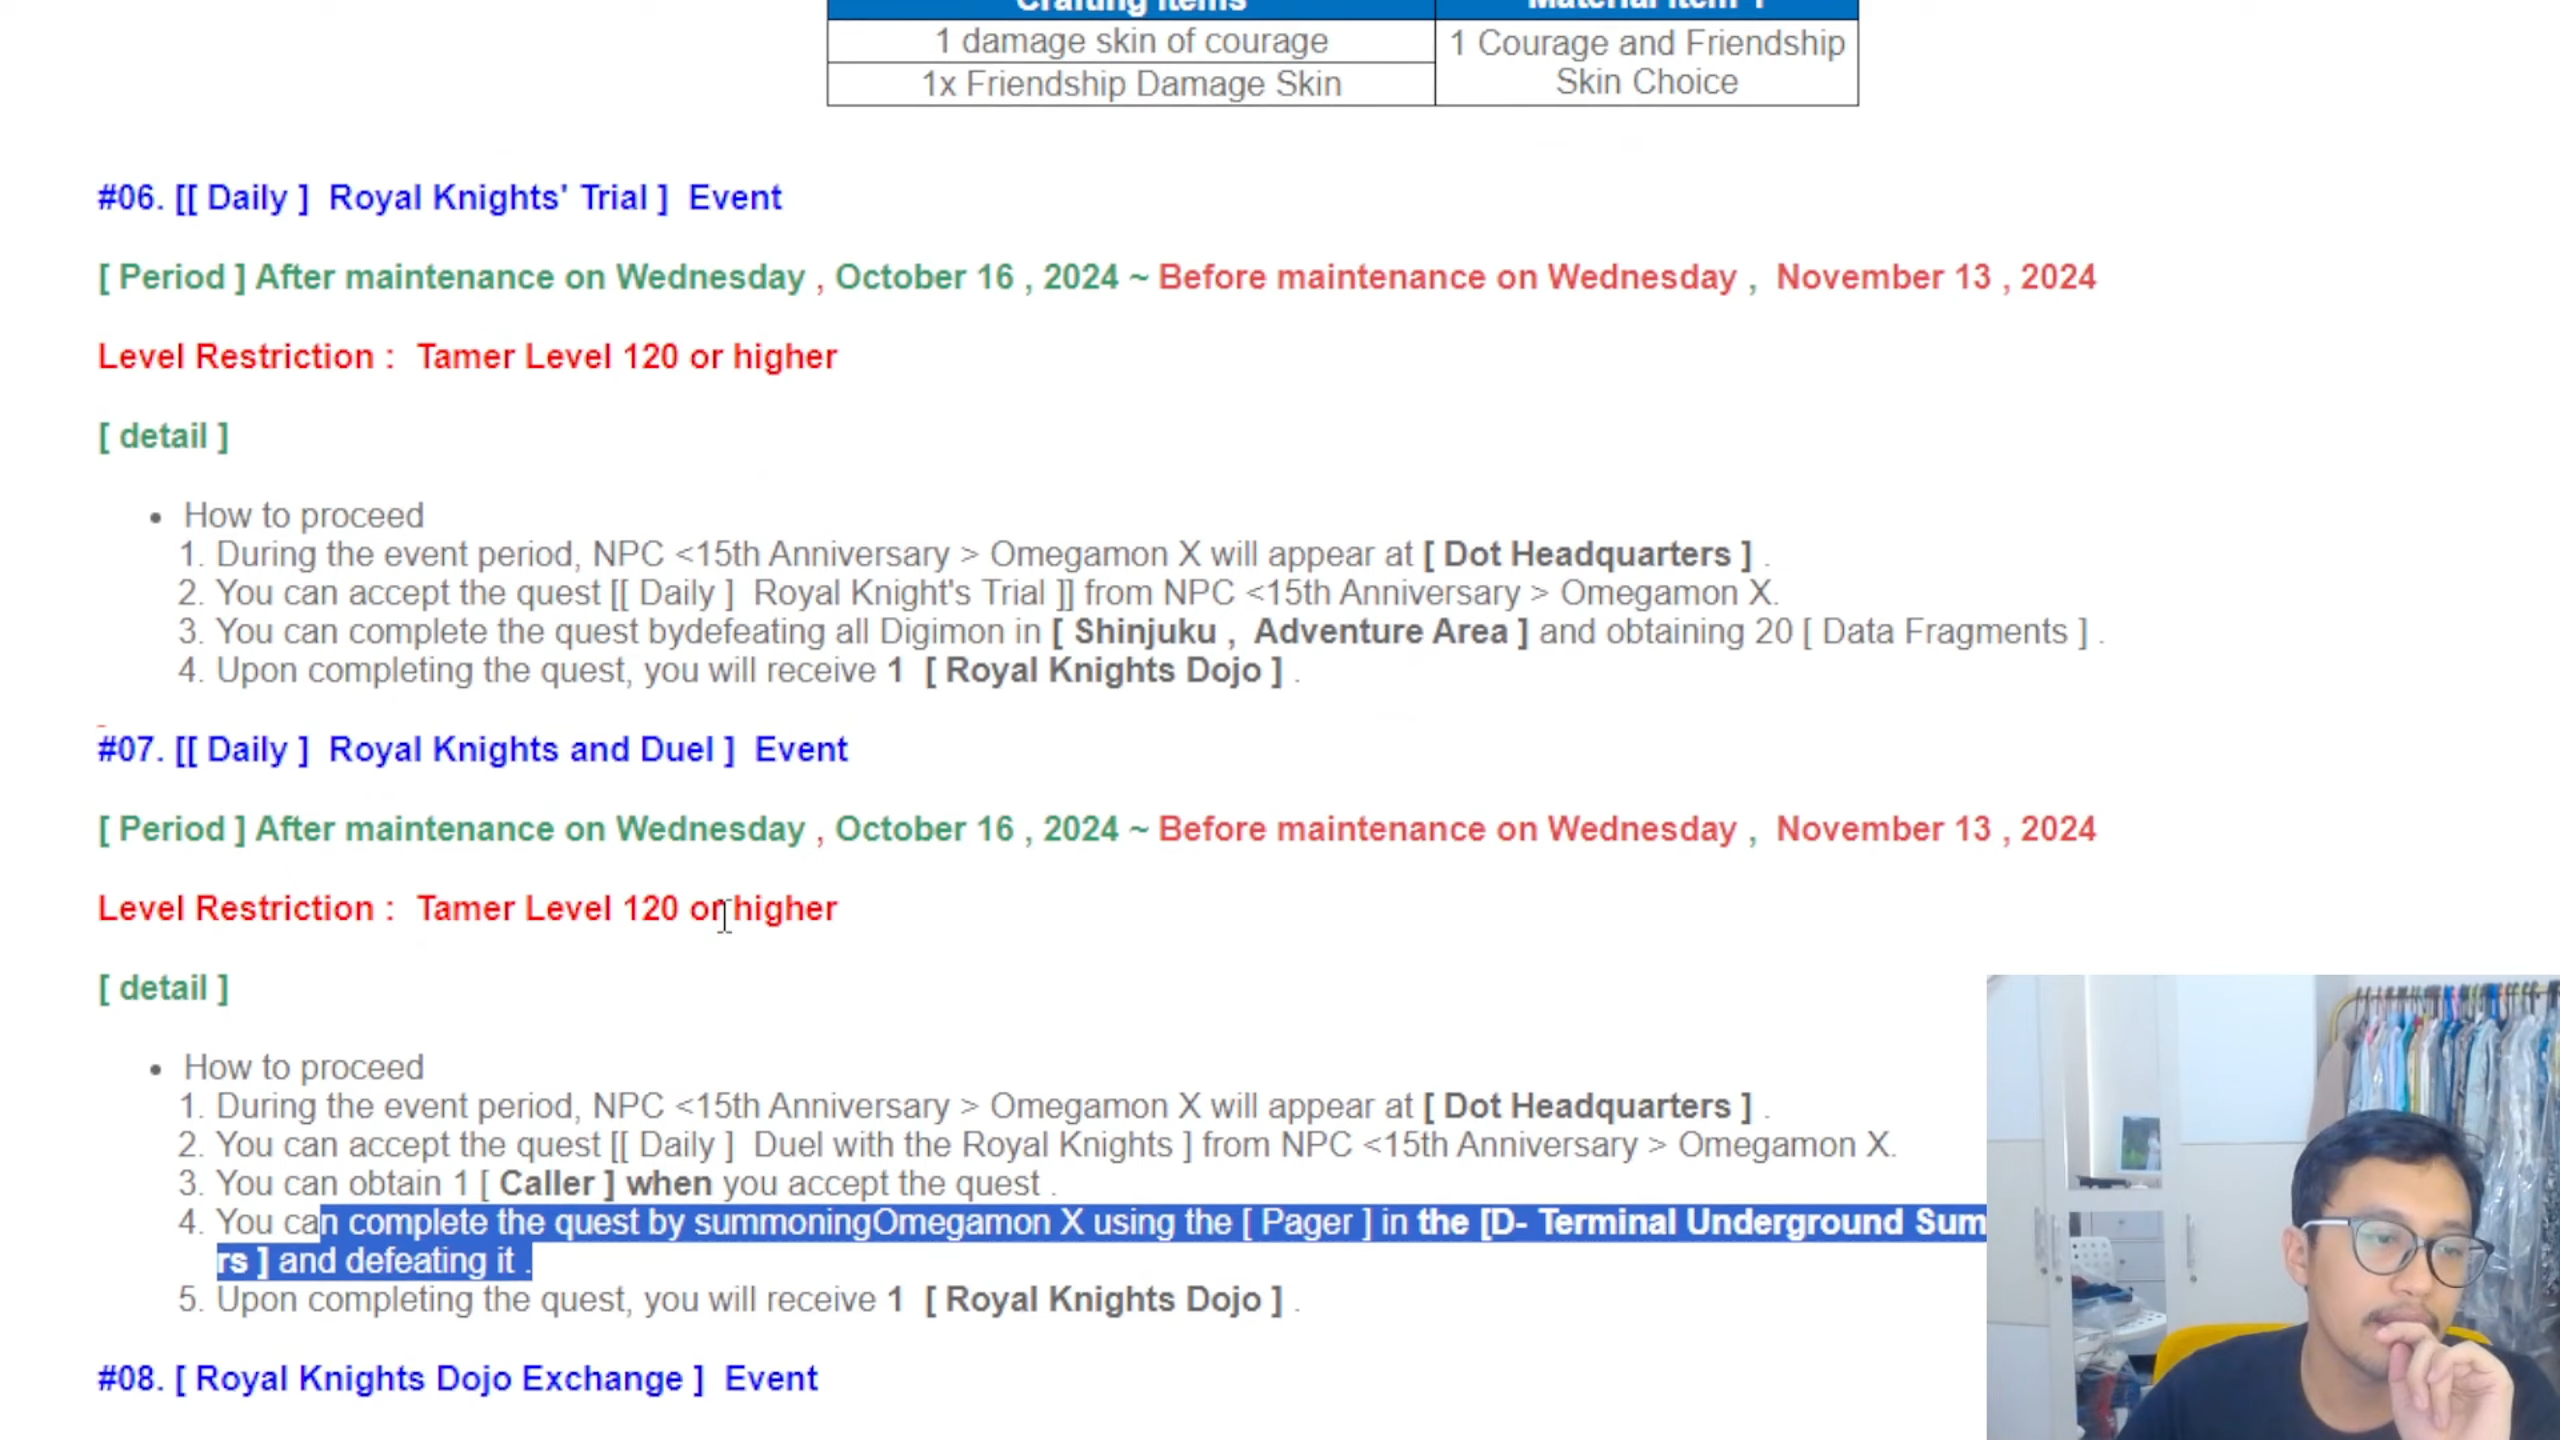 Crafting Items Material Item 1
1 damage skin of courage
1 Courage and Friendship
Skin Choice
1x Friendship Damage Skin
#06. [[ Daily ] Royal Knights' Trial ] Event
[ Period ] After maintenance on Wednesday , October 16 , 2024 ~ Before maintenance on Wednesday , November 13 , 2024
Level Restriction : Tamer Level 120 or higher
[ detail ]
• How to proceed
1. During the event period, NPC <15th Anniversary > Omegamon X will appear at [ Dot Headquarters ] .
2. You can accept the quest [[ Daily ] Royal Knight's Trial ]] from NPC <15th Anniversary > Omegamon X.
3. You can complete the quest bydefeating all Digimon in [ Shinjuku , Adventure Area ] and obtaining 20 [ Data Fragments ] .
4. Upon completing the quest, you will receive 1 [ Royal Knights Dojo ] .
#07. [[ Daily ] Royal Knights and Duel ] Event
[ Period ] After maintenance on Wednesday , October 16 , 2024 ~ Before maintenance on Wednesday , November 13 , 2024
Level Restriction : Tamer Level 120 or higher
[ detail ]
• How to proceed
1. During the event period, NPC <15th Anniversary > Omegamon X will appear at [ Dot Headquarters ] .
2. You can accept the quest [[ Daily ] Duel with the Royal Knights ] from NPC <15th Anniversary > Omegamon X.
3. You can obtain 1 [ Caller ] when you accept the quest .
4. You can complete the quest by summoningOmegamon X using the [ Pager ] in the [D- Terminal Underground Sum
rs ] and defeating it .
5. Upon completing the quest, you will receive 1 [ Royal Knights Dojo ] .
#08. [ Royal Knights Dojo Exchange ] Event